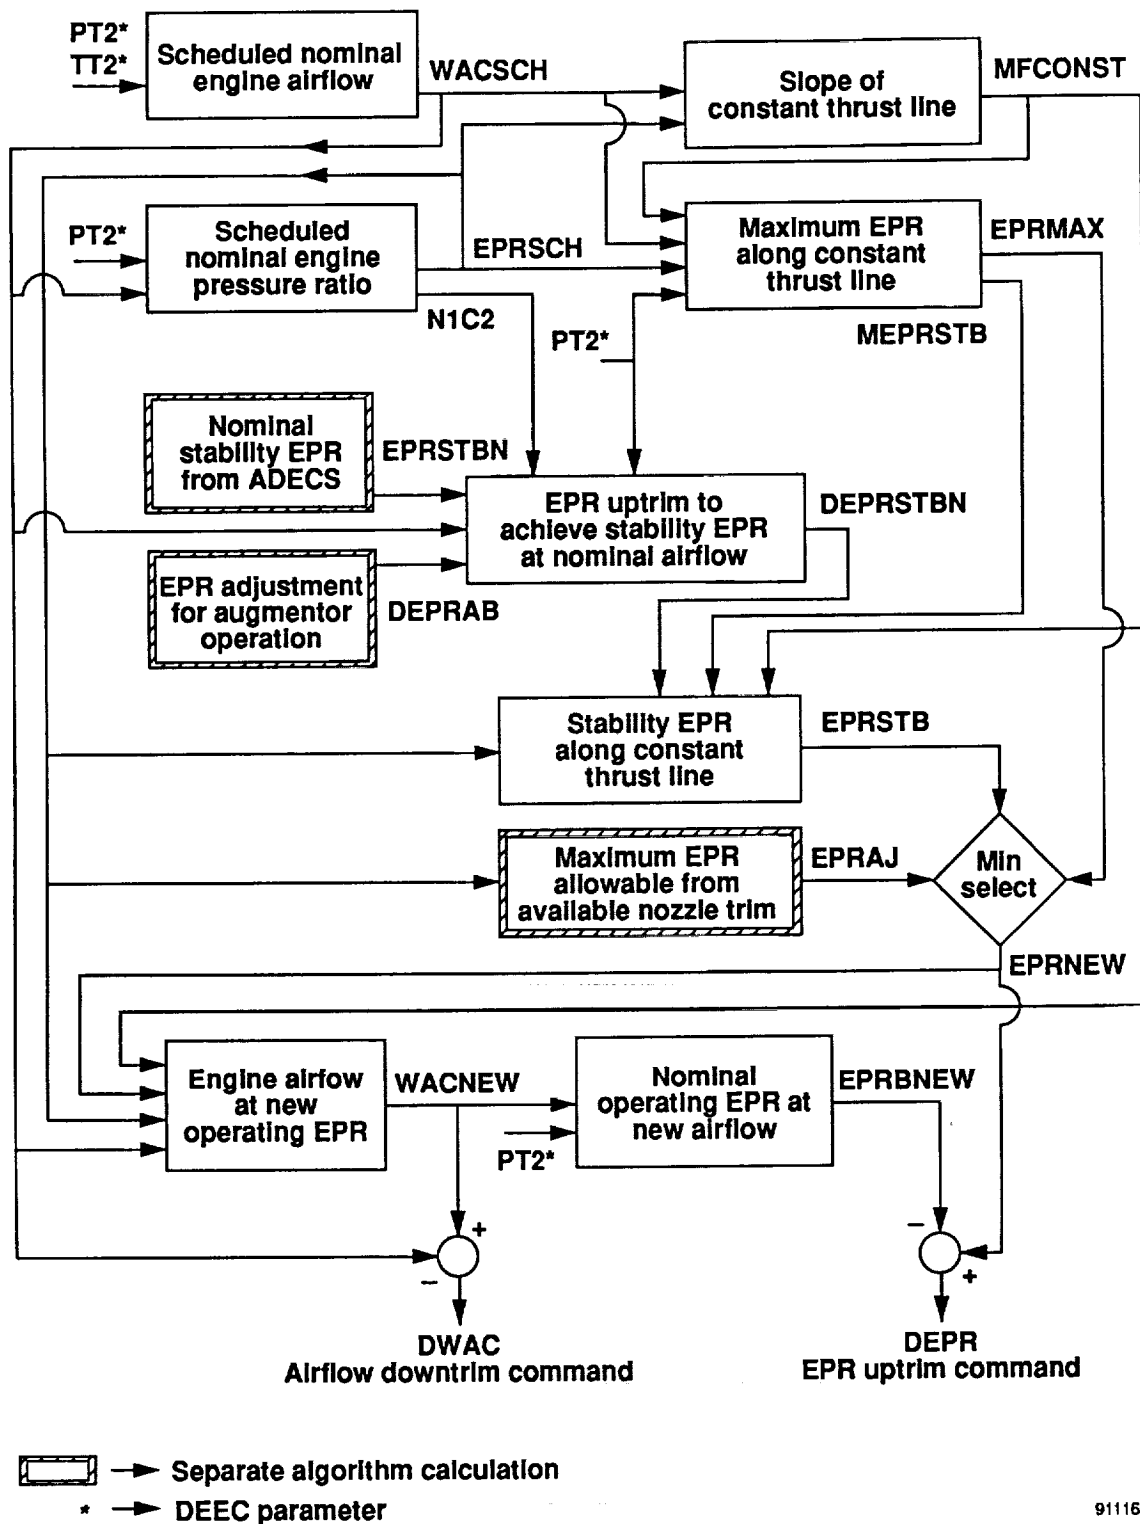 PT2*
TT2*
Scheduled nominal
engine airflow
WACSCH
Slope of
constant thrust line
MFCONST
PT2*
Scheduled
nominal engine
pressure ratio
EPRSCH
N1C2
Maximum EPR
along constant
thrust line
EPRMAX
MEPRSTB
PT2*
Nominal
stability EPR
from ADECS
EPRSTBN
EPR uptrim to
achieve stability EPR
at nominal airflow
DEPRSTBN
EPR adjustment
for augmentor
operation
DEPRAB
Stability EPR
along constant
thrust line
EPRSTB
Maximum EPR
allowable from
available nozzle trim
EPRAJ
Min
select
EPRNEW
Engine airfow
at new
operating EPR
WACNEW
PT2*
Nominal
operating EPR at
new airflow
EPRBNEW
+
−
−
+
DWAC
Airflow downtrim command
DEPR
EPR uptrim command
Separate algorithm calculation
* DEEC parameter
91116